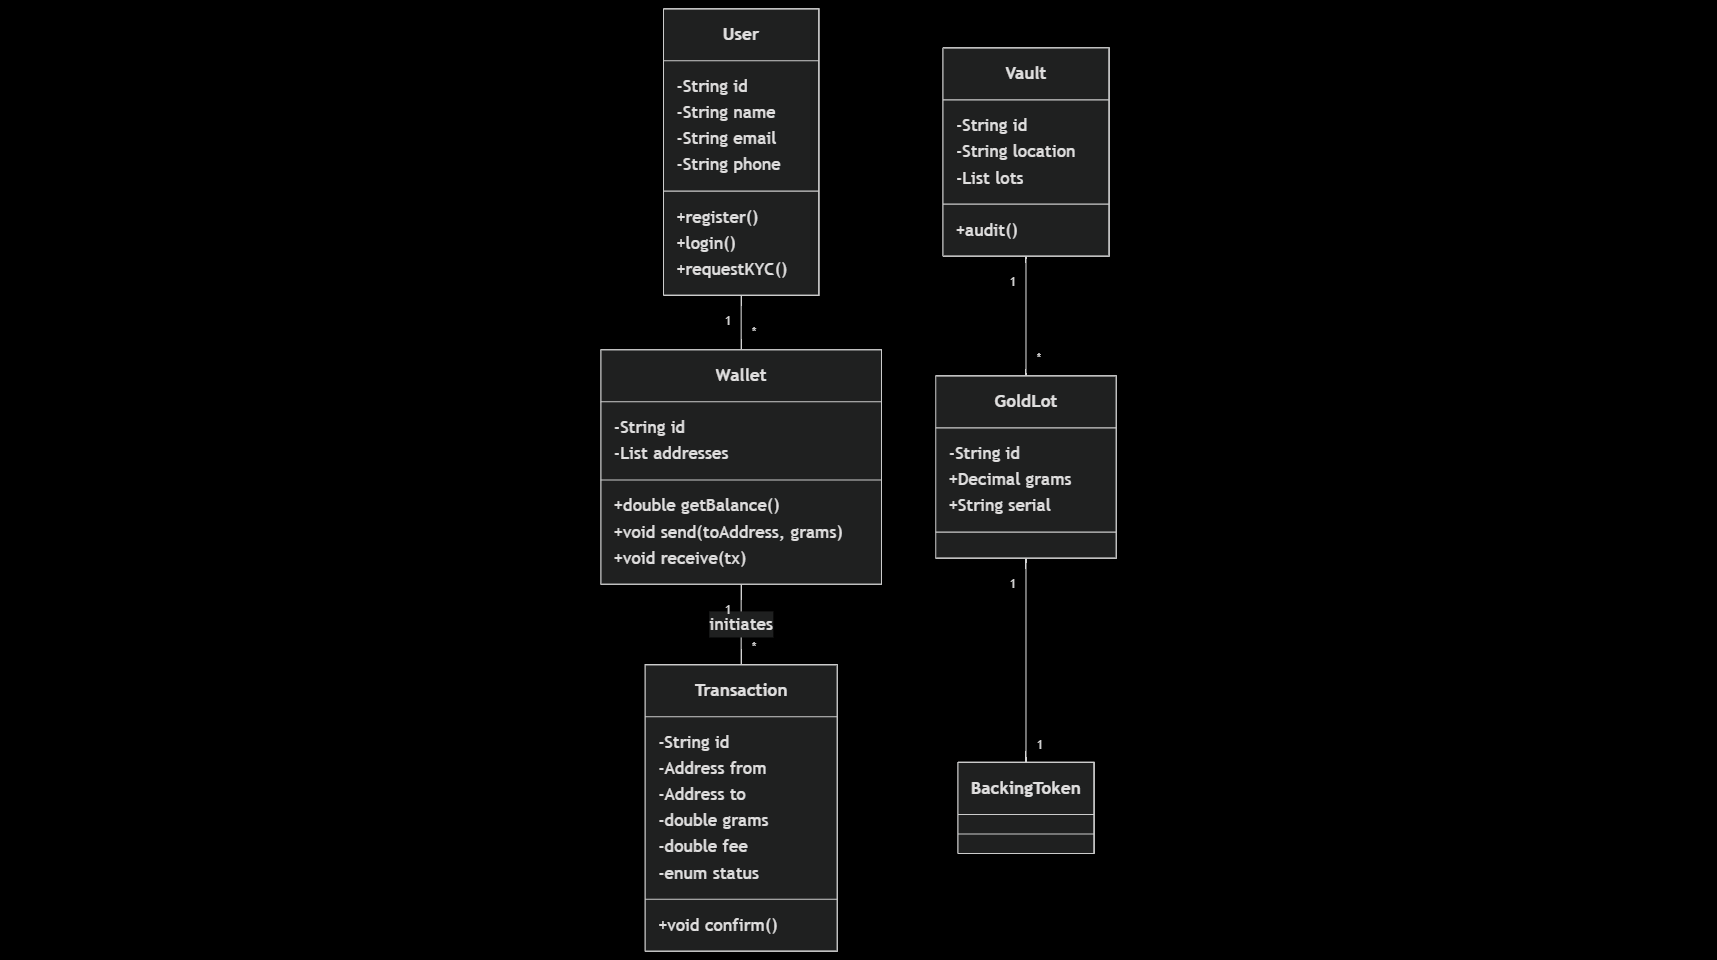 User
-String id
-String name
-String email
-String phone
+register()
+login()
+requestKYC()
1
*
Wallet
-String id
-List addresses
+double getBalance()
+void send(toAddress, grams)
+void receive(tx)
1
initiates
*
Transaction
-String id
-Address from
-Address to
-double grams
-double fee
-enum status
+void confirm()
Vault
-String id
-String location
-List lots
+audit()
1
*
GoldLot
-String id
+Decimal grams
+String serial
1
1
BackingToken